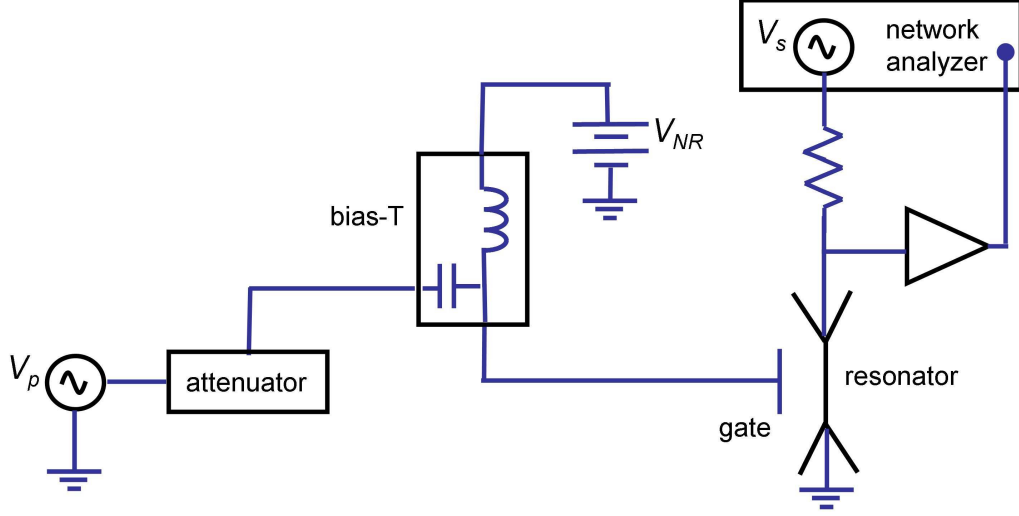 V_s
network
analyzer
V_NR
bias-T
V_p
attenuator
resonator
gate